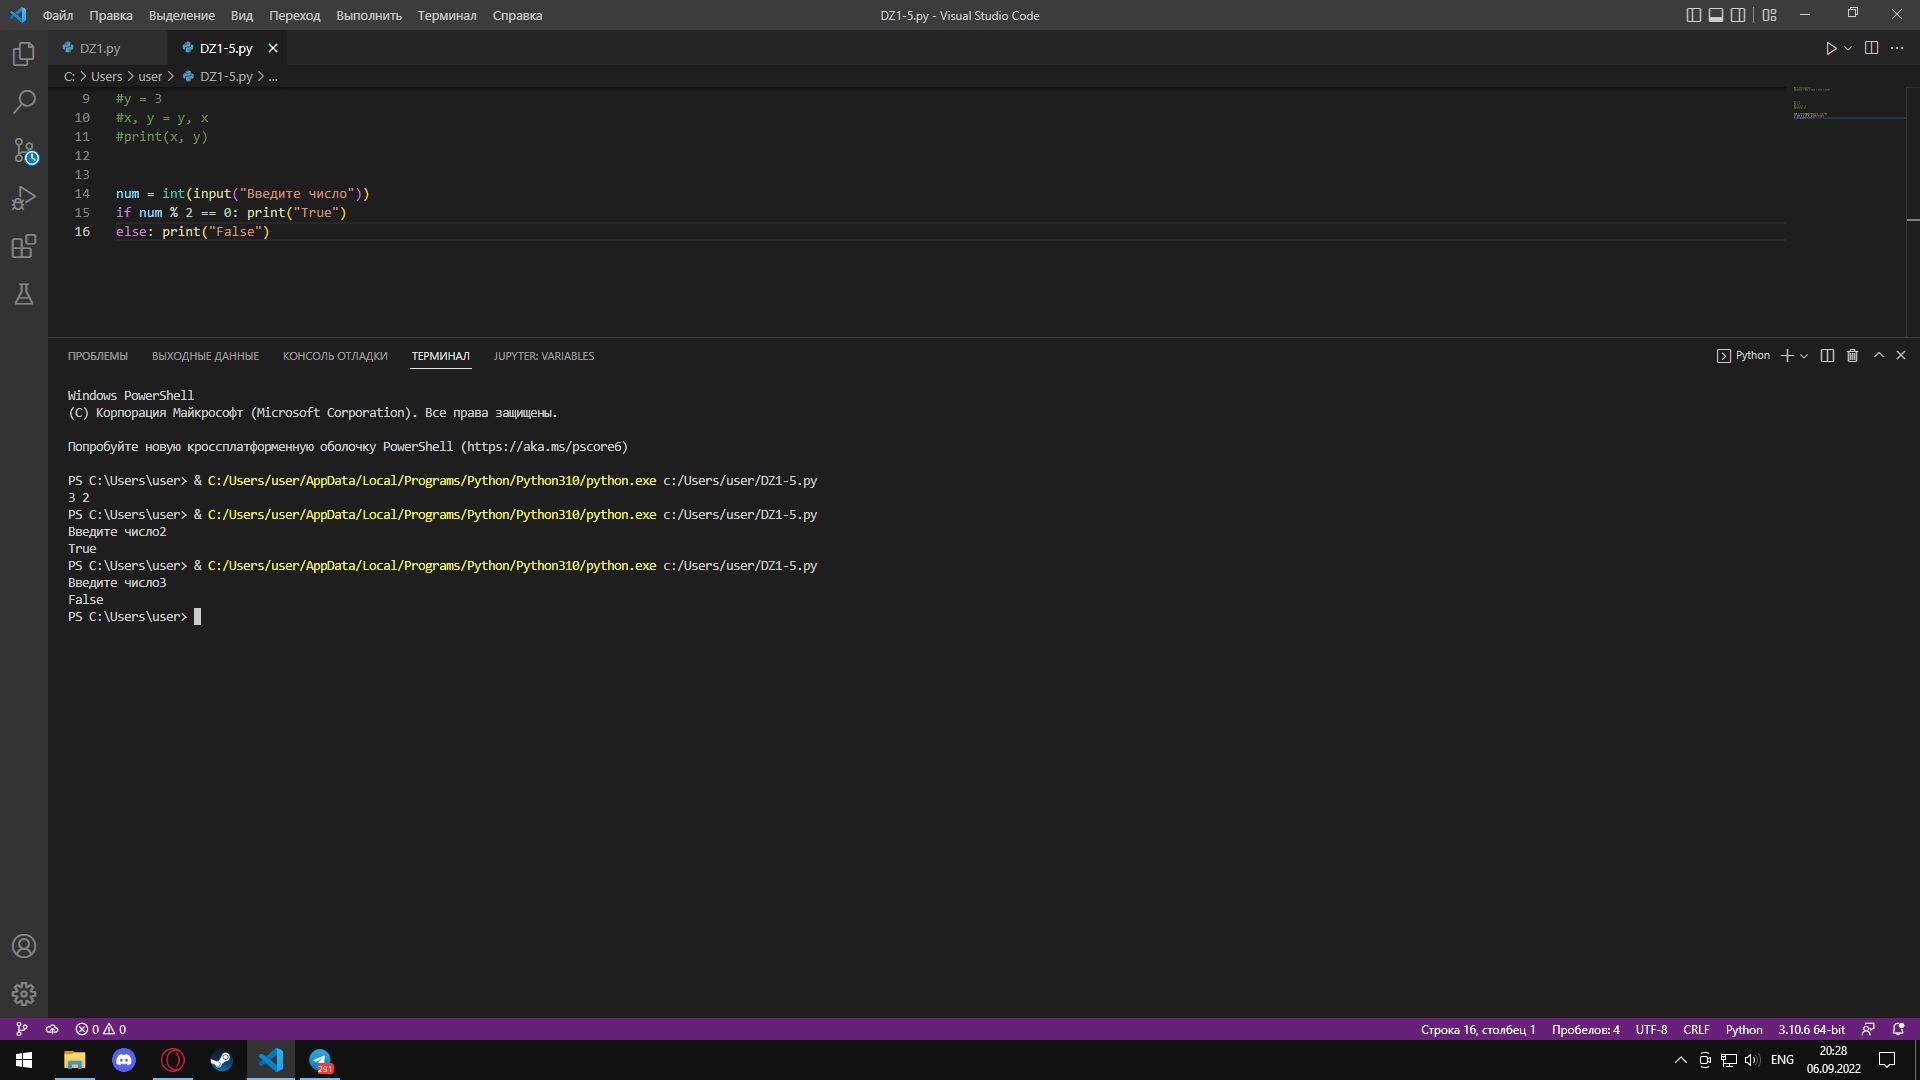 Файл Правка Выделение Вид Переход Выполнить Терминал Справка
DZ1-5.py - Visual Studio Code
DZ1.py
DZ1-5.py
C: > Users > user > DZ1-5.py > ...
9 #y = 3
10 #x, y = y, x
11 #print(x, y)
12
13
14 num = int(input("Введите число"))
15 if num % 2 == 0: print("True")
16 else: print("False")
ПРОБЛЕМЫ ВЫХОДНЫЕ ДАННЫЕ КОНСОЛЬ ОТЛАДКИ ТЕРМИНАЛ JUPYTER: VARIABLES
Python
Windows PowerShell
(C) Корпорация Майкрософт (Microsoft Corporation). Все права защищены.
Попробуйте новую кроссплатформенную оболочку PowerShell (https://aka.ms/pscore6)
PS C:\Users\user> & C:/Users/user/AppData/Local/Programs/Python/Python310/python.exe c:/Users/user/DZ1-5.py
3 2
PS C:\Users\user> & C:/Users/user/AppData/Local/Programs/Python/Python310/python.exe c:/Users/user/DZ1-5.py
Введите число2
True
PS C:\Users\user> & C:/Users/user/AppData/Local/Programs/Python/Python310/python.exe c:/Users/user/DZ1-5.py
Введите число3
False
PS C:\Users\user>
0 0
Строка 16, столбец 1 Пробелов: 4 UTF-8 CRLF Python 3.10.6 64-bit
291
ENG
20:28
06.09.2022